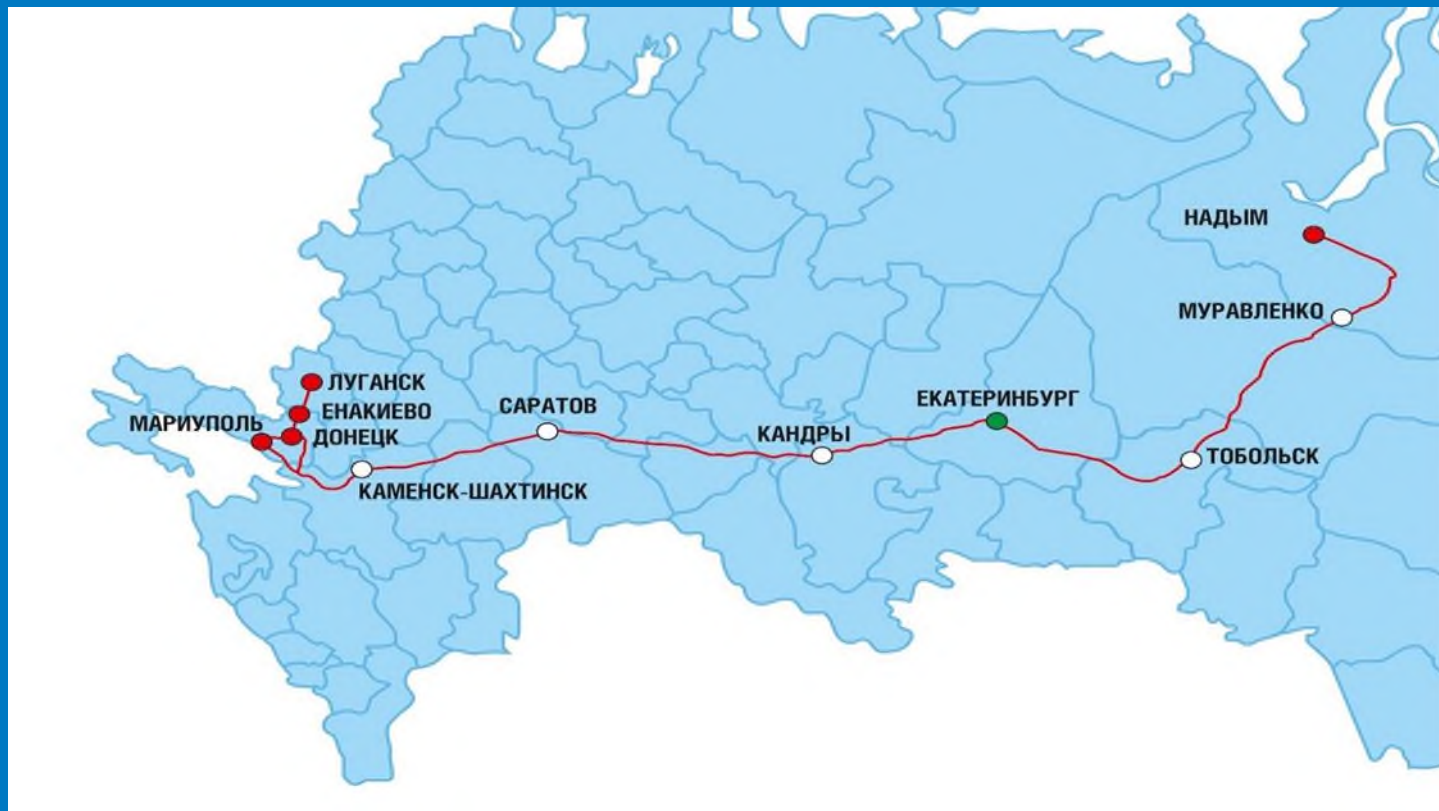 НАДЫМ
МУРАВЛЕНКО
ЛУГАНСК
ЕКАТЕРИНБУРГ
ЕНАКИЕВО
САРАТОВ
МАРИУПОЛЬ
ДОНЕЦК
КАНДРЫ
ТОБОЛЬСК
КАМЕНСК-ШАХТИНСК